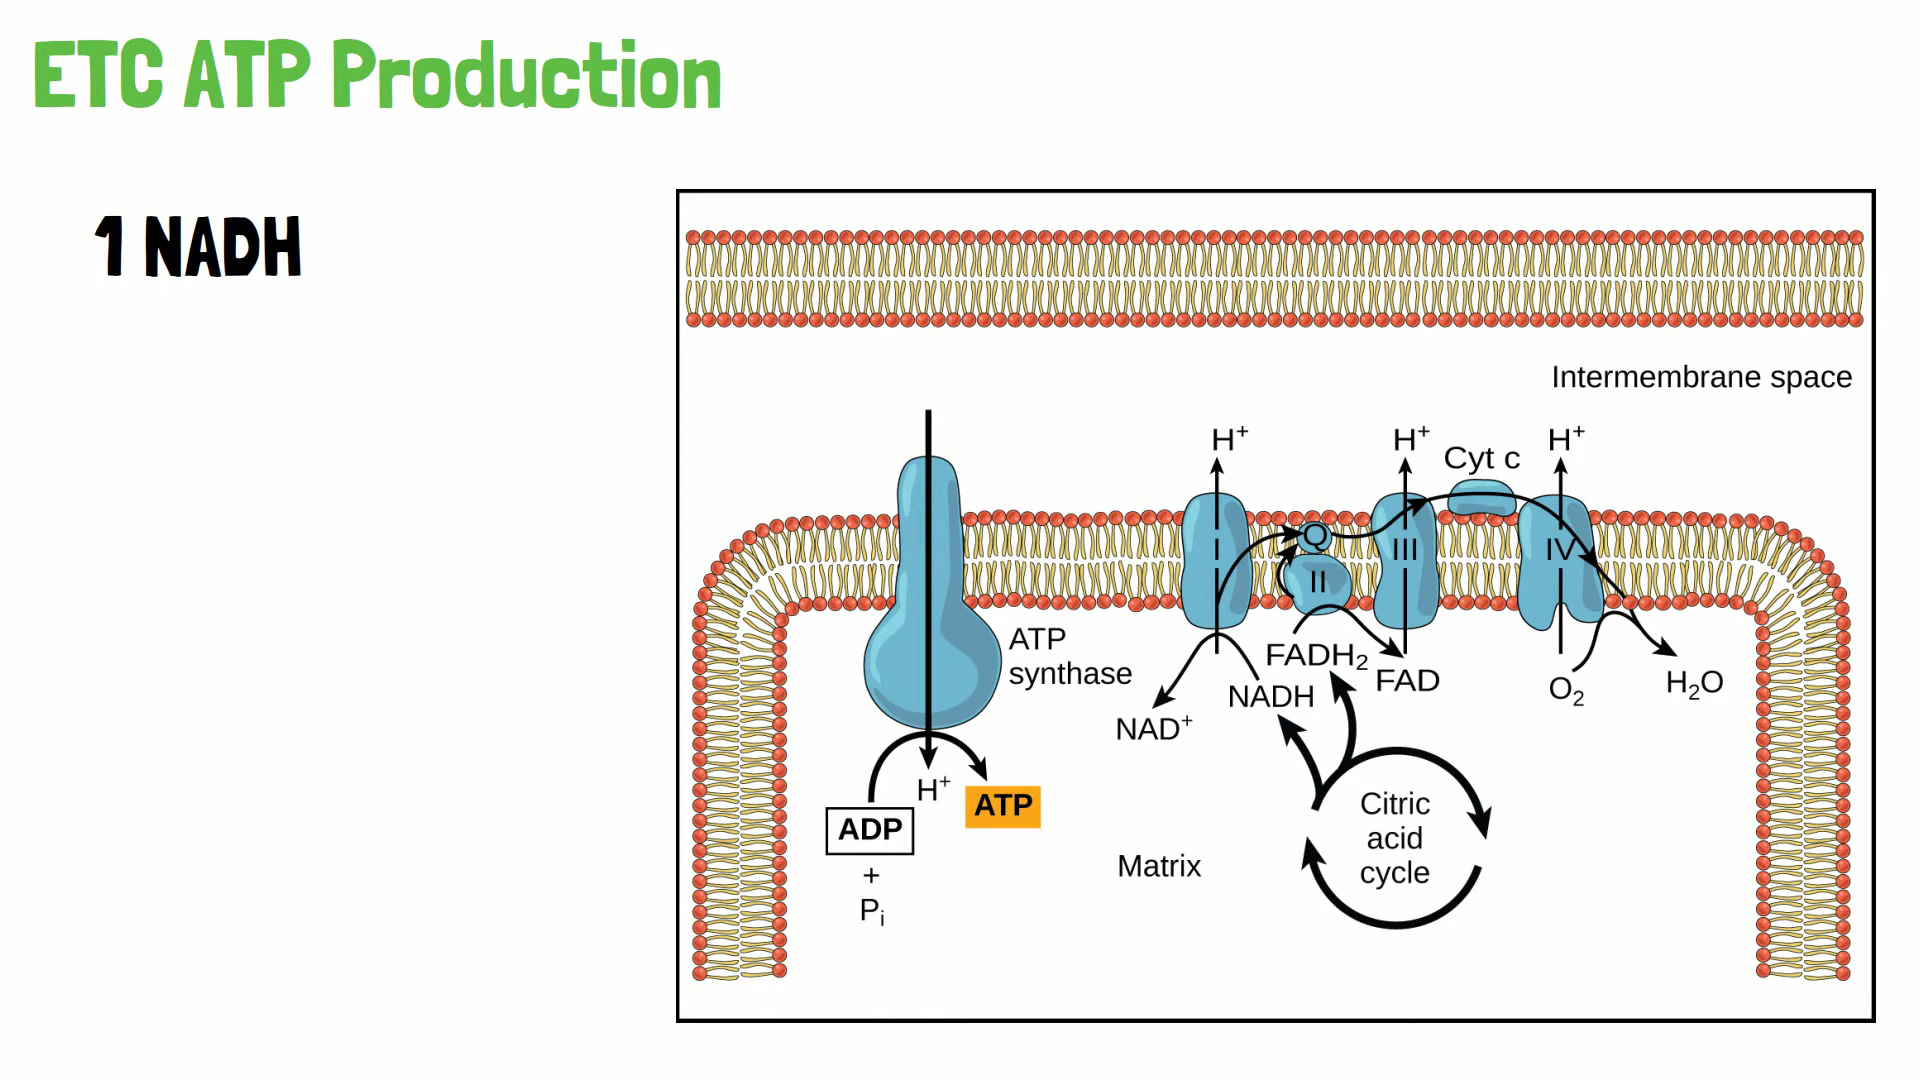 ETC ATP Production
1 NADH
Intermembrane space
H⁺
H⁺
H⁺
Cyt c
I
Q
II
III
IV
ATP
synthase
FADH₂
FAD
NADH
NAD⁺
O₂
H₂O
H⁺
ATP
ADP
+
Pᵢ
Matrix
Citric
acid
cycle